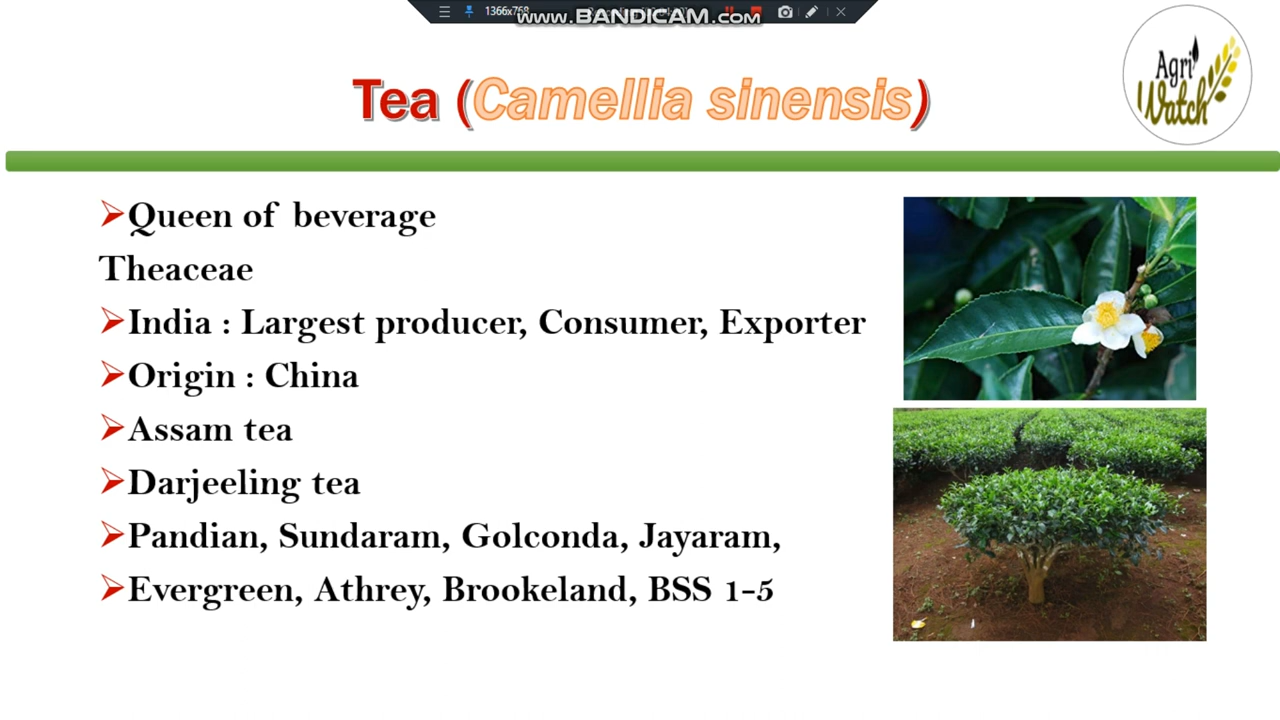 1366x768
www.BANDICAM.com
Agri
Watch
Tea (Camellia sinensis)
➢Queen of beverage
Theaceae
➢India : Largest producer, Consumer, Exporter
➢Origin : China
➢Assam tea
➢Darjeeling tea
➢Pandian, Sundaram, Golconda, Jayaram,
➢Evergreen, Athrey, Brookeland, BSS 1-5